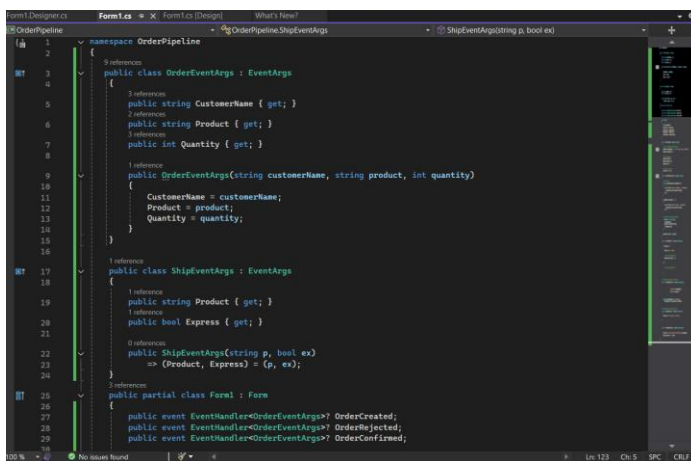 Form1.Designer.cs Form1.cs Form1.cs [Design] What's New?
OrderPipeline OrderPipeline.ShipEventArgs ShipEventArgs(string p, bool ex)
1 namespace OrderPipeline
2 {
9 references
3 public class OrderEventArgs : EventArgs
4 {
3 references
5 public string CustomerName { get; }
2 references
6 public string Product { get; }
3 references
7 public int Quantity { get; }
8
1 reference
9 public OrderEventArgs(string customerName, string product, int quantity)
10 {
11 CustomerName = customerName;
12 Product = product;
13 Quantity = quantity;
14 }
15 }
16
1 reference
17 public class ShipEventArgs : EventArgs
18 {
1 reference
19 public string Product { get; }
1 reference
20 public bool Express { get; }
21
0 references
22 public ShipEventArgs(string p, bool ex)
23 => (Product, Express) = (p, ex);
24 }
3 references
25 public partial class Form1 : Form
26 {
27 public event EventHandler<OrderEventArgs>? OrderCreated;
28 public event EventHandler<OrderEventArgs>? OrderRejected;
29 public event EventHandler<OrderEventArgs>? OrderConfirmed;
100 % No issues found Ln: 123 Ch: 5 SPC CRLF